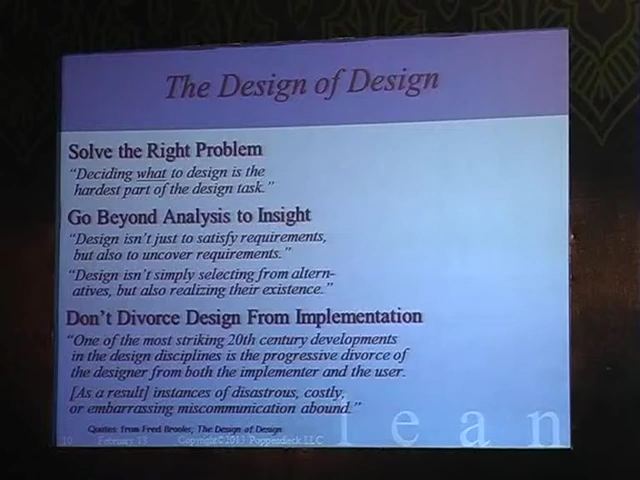 The Design of Design
Solve the Right Problem
“Deciding what to design is the
hardest part of the design task.”
Go Beyond Analysis to Insight
“Design isn’t just to satisfy requirements,
but also to uncover requirements.”
“Design isn’t simply selecting from altern-
atives, but also realizing their existence.”
Don’t Divorce Design From Implementation
“One of the most striking 20th century developments
in the design disciplines is the progressive divorce of
the designer from both the implementer and the user.
[As a result] instances of disastrous, costly,
or embarrassing miscommunication abound.”
Quotes from Fred Brooks, The Design of Design
10 February 13 Copyright©2013 Poppendieck.LLC
l e a n